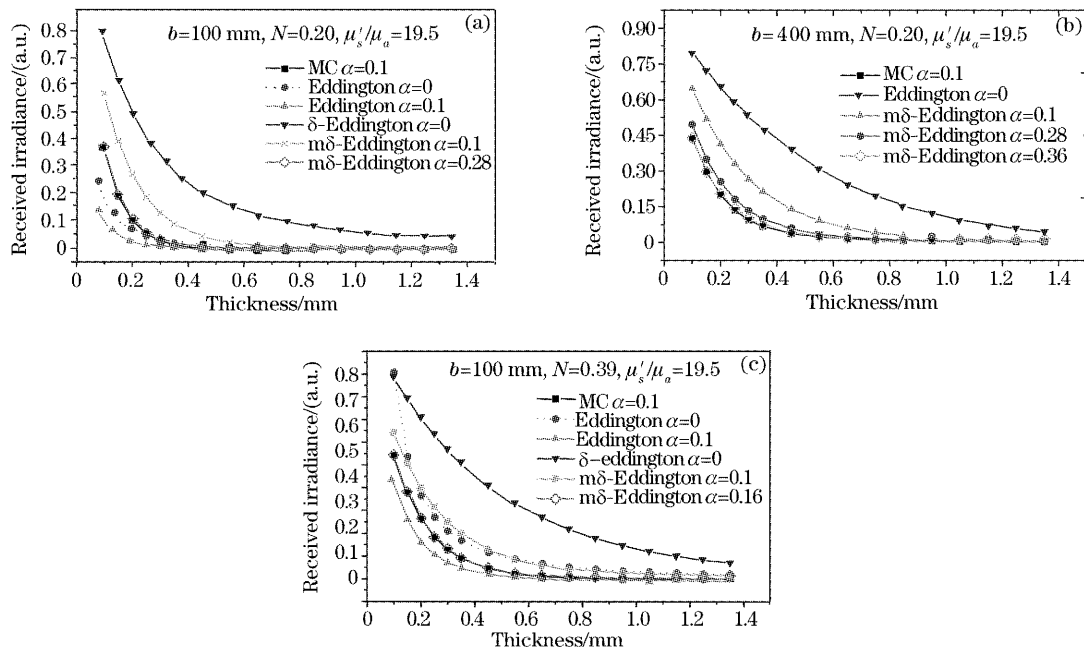 (a)
b=100 mm, N=0.20, μs′/μa=19.5
MC α=0.1
Eddington α=0
Eddington α=0.1
δ-Eddington α=0
mδ-Eddington α=0.1
mδ-Eddington α=0.28
Received irradiance/(a.u.)
0.8
0.7
0.6
0.5
0.4
0.3
0.2
0.1
0
0 0.2 0.4 0.6 0.8 1.0 1.2 1.4
Thickness/mm
(b)
b=400 mm, N=0.20, μs′/μa=19.5
MC α=0.1
Eddington α=0
mδ-Eddington α=0.1
mδ-Eddington α=0.28
mδ-Eddington α=0.36
Received irradiance/(a.u.)
0.90
0.75
0.60
0.45
0.30
0.15
0
0 0.2 0.4 0.6 0.8 1.0 1.2 1.4
Thickness/mm
(c)
b=100 mm, N=0.39, μs′/μa=19.5
MC α=0.1
Eddington α=0
Eddington α=0.1
δ-eddington α=0
mδ-Eddington α=0.1
mδ-Eddington α=0.16
Received irradiance/(a.u.)
0.8
0.7
0.6
0.5
0.4
0.3
0.2
0.1
0
0 0.2 0.4 0.6 0.8 1.0 1.2 1.4
Thickness/mm